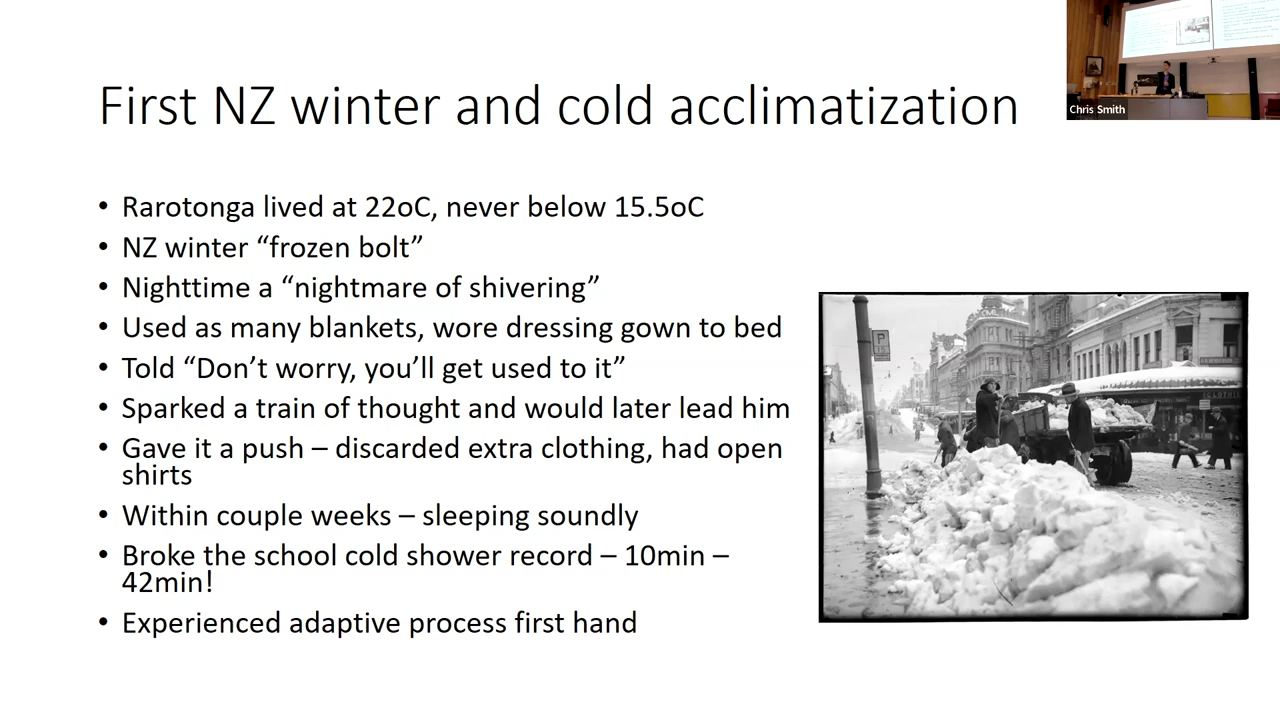 First NZ winter and cold acclimatization
Chris Smith
• Rarotonga lived at 22oC, never below 15.5oC
• NZ winter “frozen bolt”
• Nighttime a “nightmare of shivering”
• Used as many blankets, wore dressing gown to bed
• Told “Don’t worry, you’ll get used to it”
• Sparked a train of thought and would later lead him
• Gave it a push – discarded extra clothing, had open
shirts
• Within couple weeks – sleeping soundly
• Broke the school cold shower record – 10min –
42min!
• Experienced adaptive process first hand
P